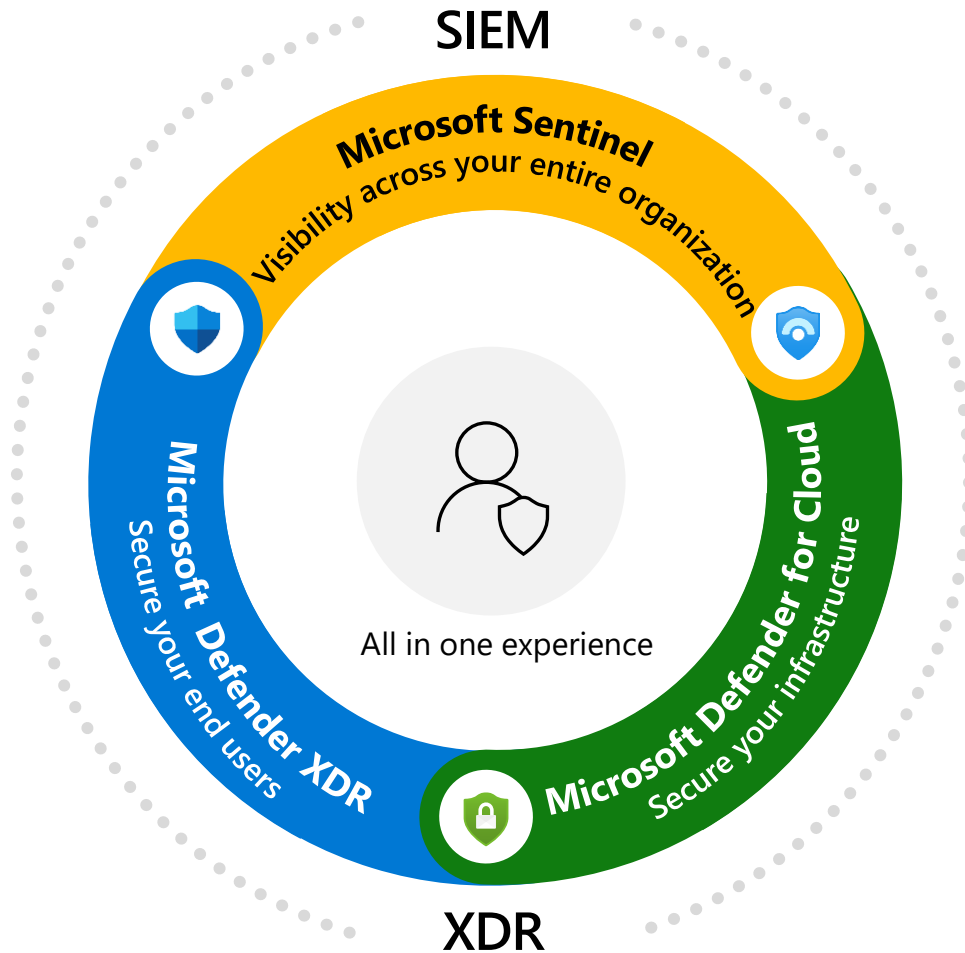 SIEM
Microsoft Sentinel
Visibility across your entire organization
Microsoft Defender XDR
Secure your end users
Microsoft Defender for Cloud
Secure your infrastructure
All in one experience
XDR